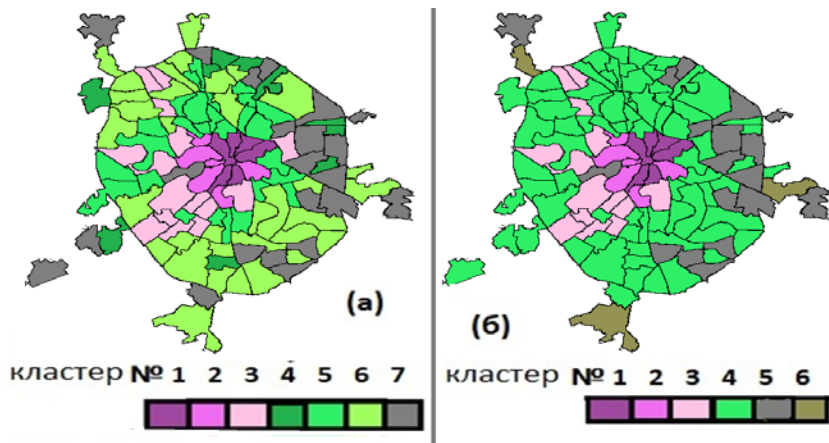 (а)
кластер № 1 2 3 4 5 6 7
(б)
кластер № 1 2 3 4 5 6